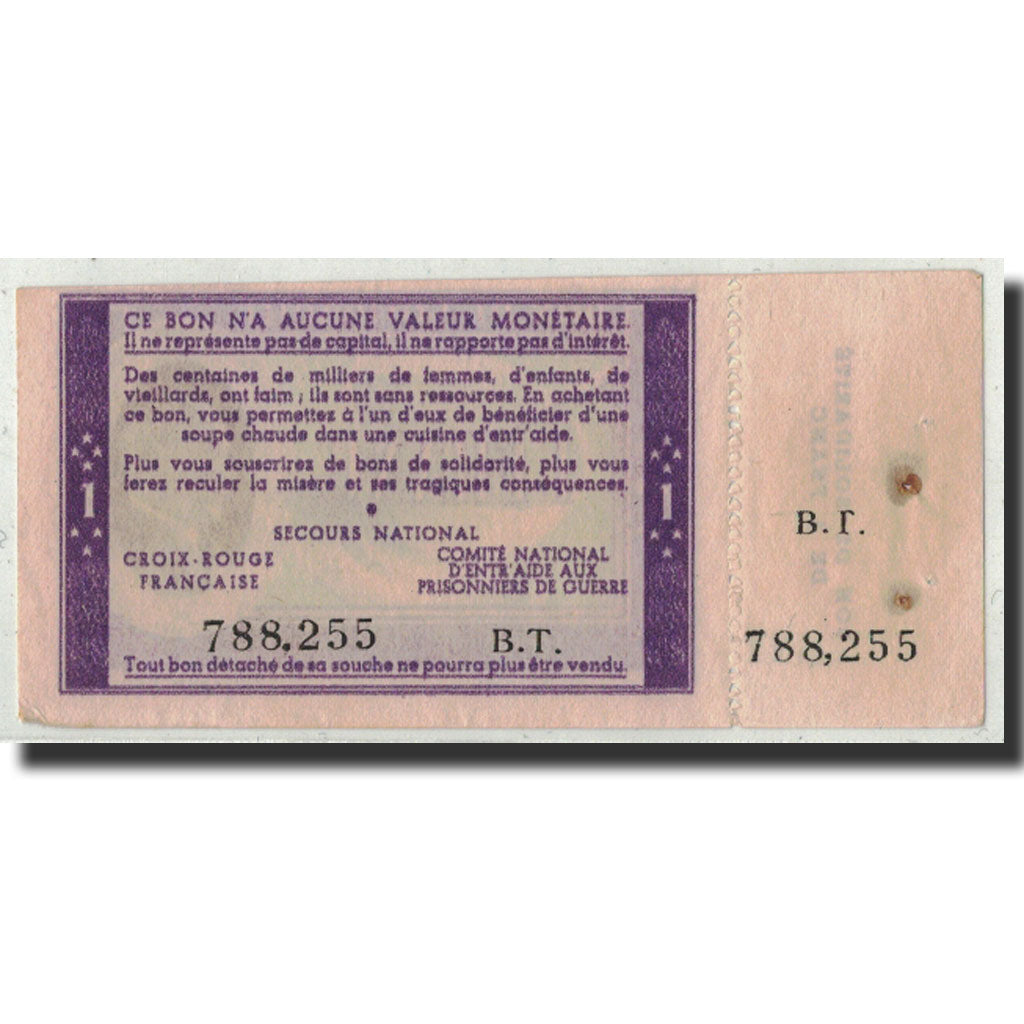 CE BON N'A AUCUNE VALEUR MONÉTAIRE.
Il ne représente pas de capital, il ne rapporte pas d'intérêt.
Des centaines de milliers de femmes, d'enfants, de
vieillards, ont faim ; ils sont sans ressources. En achetant
ce bon, vous permettez à l'un d'eux de bénéficier d'une
soupe chaude dans une cuisine d'entr'aide.
Plus vous souscrirez de bons de solidarité, plus vous
ferez reculer la misère et ses tragiques conséquences.
1
1
SECOURS NATIONAL
CROIX-ROUGE
FRANÇAISE
COMITÉ NATIONAL
D'ENTR'AIDE AUX
PRISONNIERS DE GUERRE
788,255 B.T.
Tout bon détaché de sa souche ne pourra plus être vendu.
B.T.
788,255